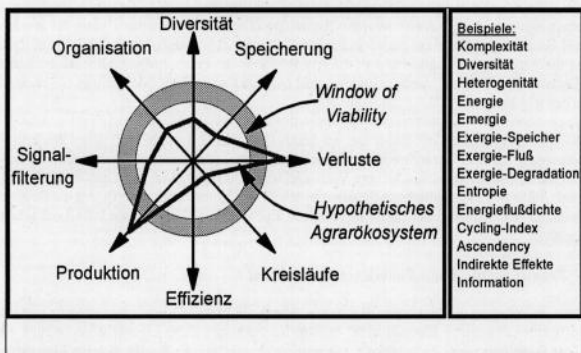 Diversität
Organisation
Speicherung
Window of
Viability
Signal-
filterung
Verluste
Hypothetisches
Agrarökosystem
Produktion
Kreisläufe
Effizienz
Beispiele:
Komplexität
Diversität
Heterogenität
Energie
Emergie
Exergie-Speicher
Exergie-Fluß
Exergie-Degradation
Entropie
Energieflußdichte
Cycling-Index
Ascendency
Indirekte Effekte
Information